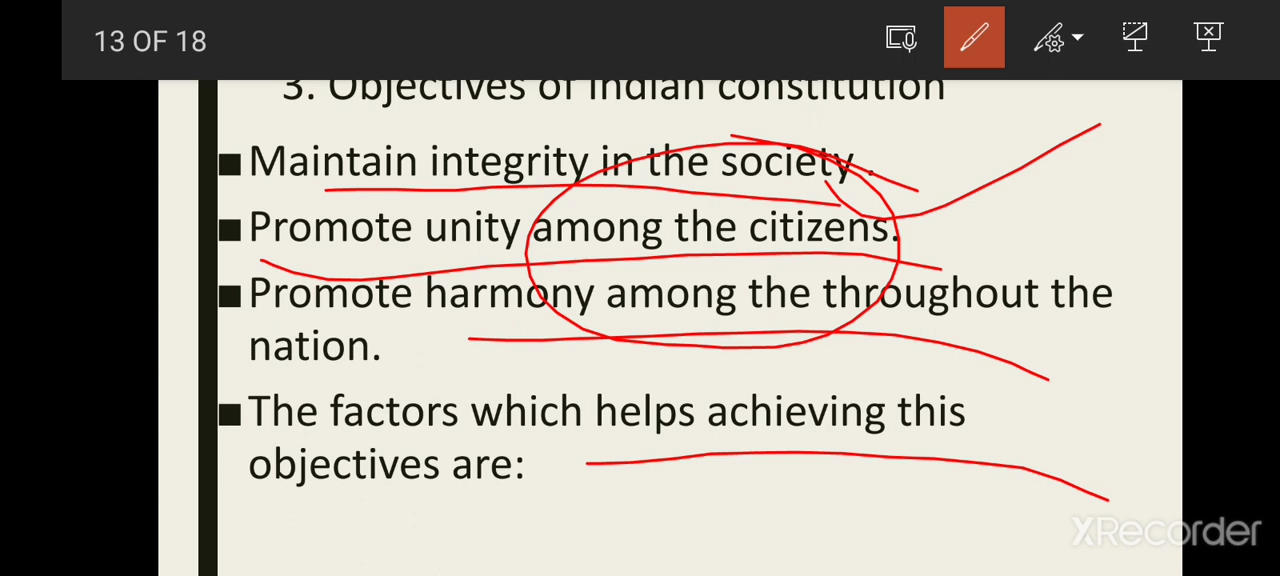 13 OF 18
3. Objectives of Indian constitution
■Maintain integrity in the society .
■Promote unity among the citizens.
■Promote harmony among the throughout the
nation.
■The factors which helps achieving this
objectives are:
XRecorder